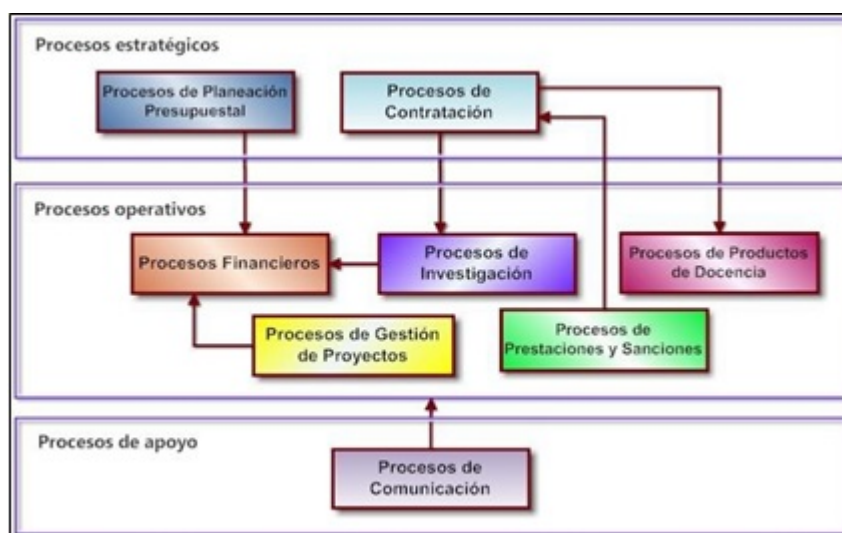 Procesos estratégicos
Procesos de Planeación
Presupuestal
Procesos de
Contratación
Procesos operativos
Procesos Financieros
Procesos de
Investigación
Procesos de Productos
de Docencia
Procesos de Gestión
de Proyectos
Procesos de
Prestaciones y Sanciones
Procesos de apoyo
Procesos de
Comunicación